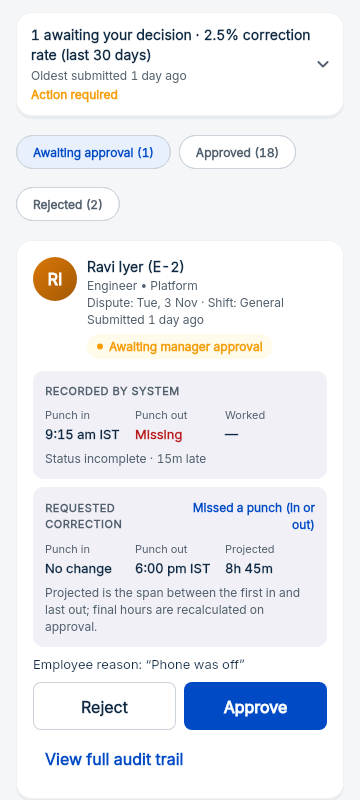 1 awaiting your decision · 2.5% correction
rate (last 30 days)
Oldest submitted 1 day ago
Action required
Awaiting approval (1)
Approved (18)
Rejected (2)
RI
Ravi Iyer (E-2)
Engineer • Platform
Dispute: Tue, 3 Nov · Shift: General
Submitted 1 day ago
Awaiting manager approval
RECORDED BY SYSTEM
Punch in Punch out Worked
9:15 am IST Missing —
Status incomplete · 15m late
REQUESTED
CORRECTION
Missed a punch (in or
out)
Punch in Punch out Projected
No change 6:00 pm IST 8h 45m
Projected is the span between the first in and
last out; final hours are recalculated on
approval.
Employee reason: “Phone was off”
Reject
Approve
View full audit trail